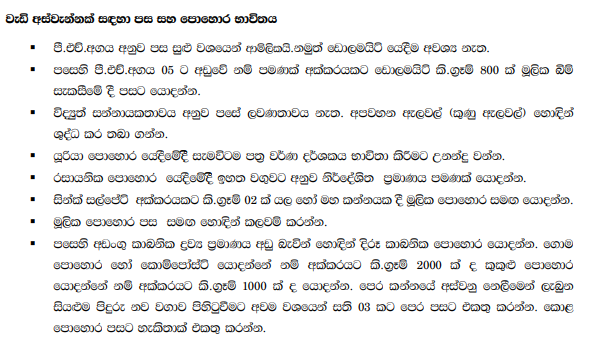 වැඩි අස්වැන්නක් සඳහා පස සහ පොහොර භාවිතය
▪ පී.එච්.අගය අනුව පස සුළු වශයෙන් ආම්ලිකයි.නමුත් ඩොලමයිට් යෙදීම අවශ්‍ය නැත.
▪ පසෙහි පී.එච්.අගය 05 ට අඩුවේ නම් පමණක් අක්කරයකට ඩොලමයිට් කි.ග්‍රෑම් 800 ක් මූලික බිම්
සැකසීමේ දී පසට යොදන්න.
▪ විද්‍යුත් සන්නායකතාවය අනුව පසේ ලවණතාවය නැත. අපවහන ඇලවල් (කුණු ඇලවල්) හොඳින්
ශුද්ධ කර තබා ගන්න.
▪ යූරියා පොහොර යෙදීමේදී සැමවිටම පත්‍ර වර්ණ දර්ශකය භාවිතා කිරීමට උනන්දු වන්න.
▪ රසායනික පොහොර යෙදීමේදී ඉහත වගුවට අනුව නිර්දේශිත ප්‍රමාණය පමණක් යොදන්න.
▪ සින්ක් සල්පේට් අක්කරයකට කි.ග්‍රෑම් 02 ක් යල හෝ මහ කන්නයක දී මූලික පොහොර සමඟ යොදන්න.
▪ මූලික පොහොර පස සමඟ හොඳින් කලවම් කරන්න.
▪ පසෙහි අඩංගු කාබනික ද්‍රව්‍ය ප්‍රමාණය අඩු බැවින් හොඳින් දිරූ කාබනික පොහොර යොදන්න. ගොම
පොහොර හෝ කොම්පෝස්ට් යොදන්නේ නම් අක්කරයට කි.ග්‍රෑම් 2000 ක් ද කුකුළු පොහොර
යොදන්නේ නම් අක්කරයට කි.ග්‍රෑම් 1000 ක් ද යොදන්න. පෙර කන්නයේ අස්වනු නෙලීමෙන් ලැබුන
සියළුම පිදුරු නව වගාව පිහිටුවීමට අවම වශයෙන් සති 03 කට පෙර පසට එකතු කරන්න. කොළ
පොහොර පසට හැකිතාක් එකතු කරන්න.